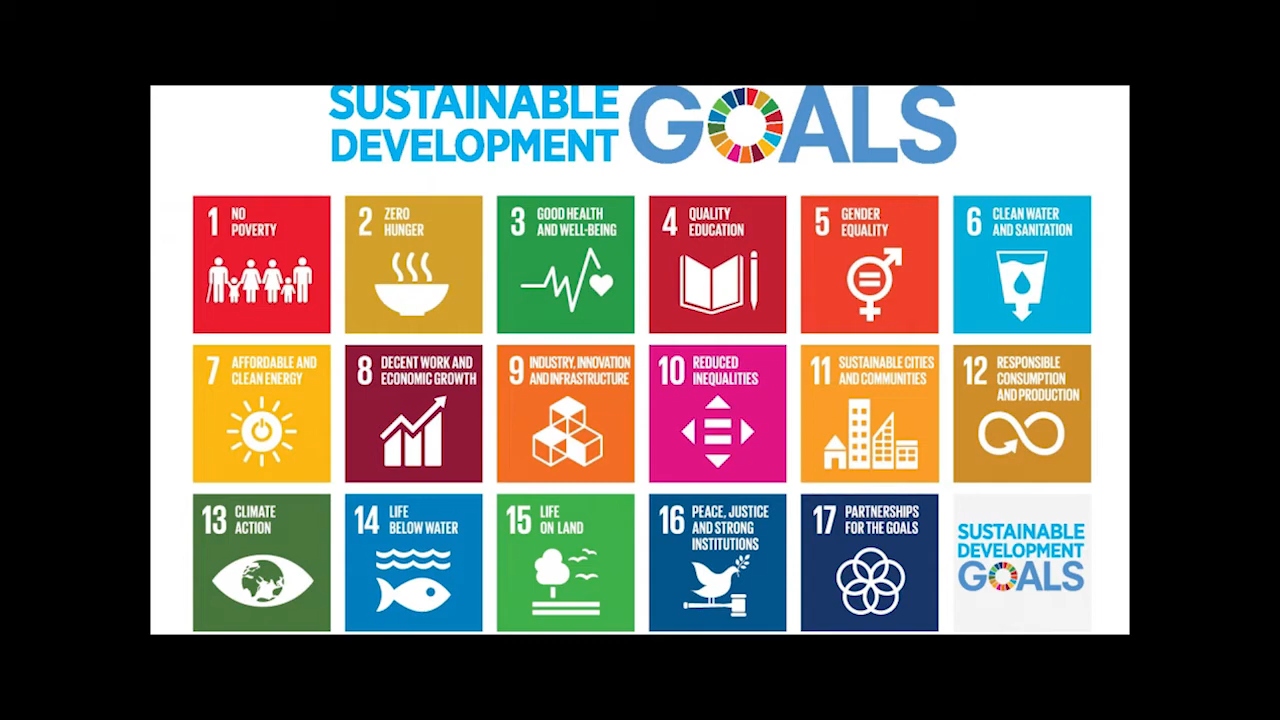 SUSTAINABLE
DEVELOPMENT
GOALS
1 NO
POVERTY
2 ZERO
HUNGER
3 GOOD HEALTH
AND WELL-BEING
4 QUALITY
EDUCATION
5 GENDER
EQUALITY
6 CLEAN WATER
AND SANITATION
7 AFFORDABLE AND
CLEAN ENERGY
8 DECENT WORK AND
ECONOMIC GROWTH
9 INDUSTRY, INNOVATION
AND INFRASTRUCTURE
10 REDUCED
INEQUALITIES
11 SUSTAINABLE CITIES
AND COMMUNITIES
12 RESPONSIBLE
CONSUMPTION
AND PRODUCTION
13 CLIMATE
ACTION
14 LIFE
BELOW WATER
15 LIFE
ON LAND
16 PEACE, JUSTICE
AND STRONG
INSTITUTIONS
17 PARTNERSHIPS
FOR THE GOALS
SUSTAINABLE
DEVELOPMENT
GOALS